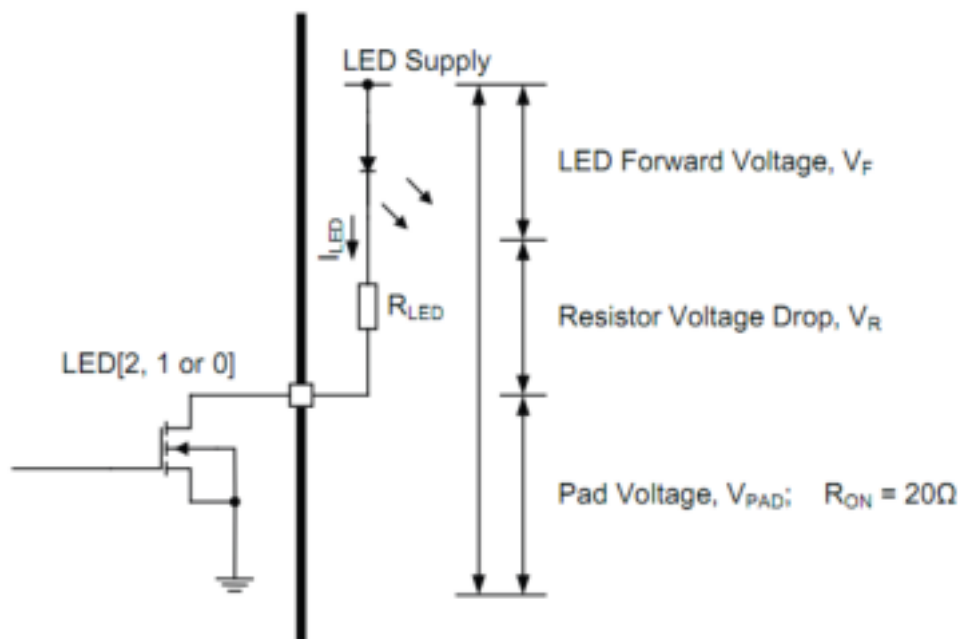 LED Supply
LED Forward Voltage, VF
ILED
RLED
Resistor Voltage Drop, VR
LED[2, 1 or 0]
Pad Voltage, VPAD; RON = 20Ω